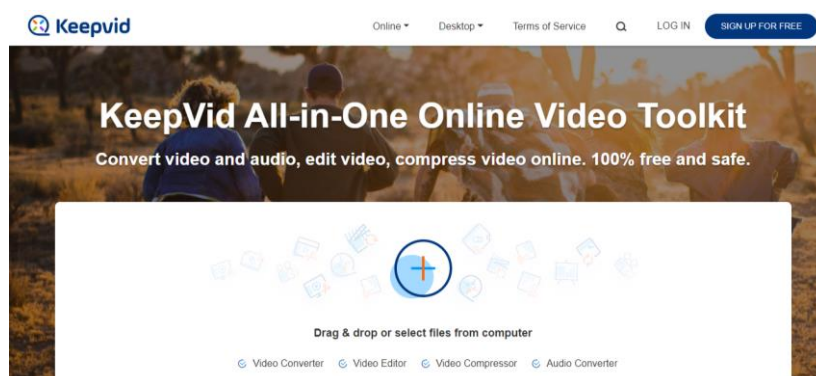 Keepvid
Online Desktop Terms of Service LOG IN SIGN UP FOR FREE
KeepVid All-in-One Online Video Toolkit
Convert video and audio, edit video, compress video online. 100% free and safe.
Drag & drop or select files from computer
Video Converter Video Editor Video Compressor Audio Converter